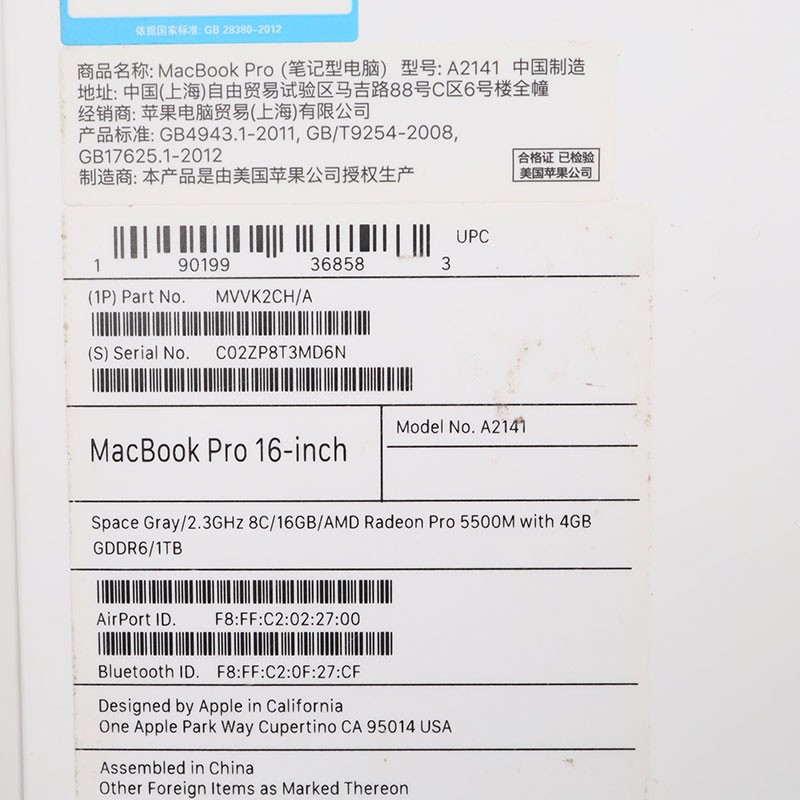 依据国家标准: GB 28380-2012
商品名称: MacBook Pro (笔记型电脑) 型号: A2141 中国制造
地址: 中国(上海)自由贸易试验区马吉路88号C区6号楼全幢
经销商: 苹果电脑贸易(上海)有限公司
产品标准: GB4943.1-2011, GB/T9254-2008,
GB17625.1-2012
制造商: 本产品是由美国苹果公司授权生产
合格证 已检验
美国苹果公司
UPC
1 90199 36858 3
(1P) Part No. MVVK2CH/A
(S) Serial No. C02ZP8T3MD6N
MacBook Pro 16-inch
Model No. A2141
Space Gray/2.3GHz 8C/16GB/AMD Radeon Pro 5500M with 4GB
GDDR6/1TB
AirPort ID. F8:FF:C2:02:27:00
Bluetooth ID. F8:FF:C2:0F:27:CF
Designed by Apple in California
One Apple Park Way Cupertino CA 95014 USA
Assembled in China
Other Foreign Items as Marked Thereon